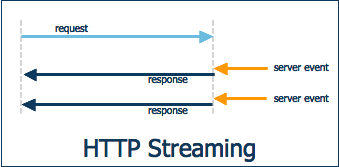 request
server event
response
server event
response
HTTP Streaming